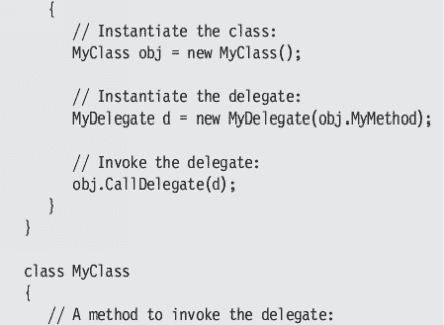 {
// Instantiate the class:
MyClass obj = new MyClass();
// Instantiate the delegate:
MyDelegate d = new MyDelegate(obj.MyMethod);
// Invoke the delegate:
obj.CallDelegate(d);
}
}
class MyClass
{
// A method to invoke the delegate: